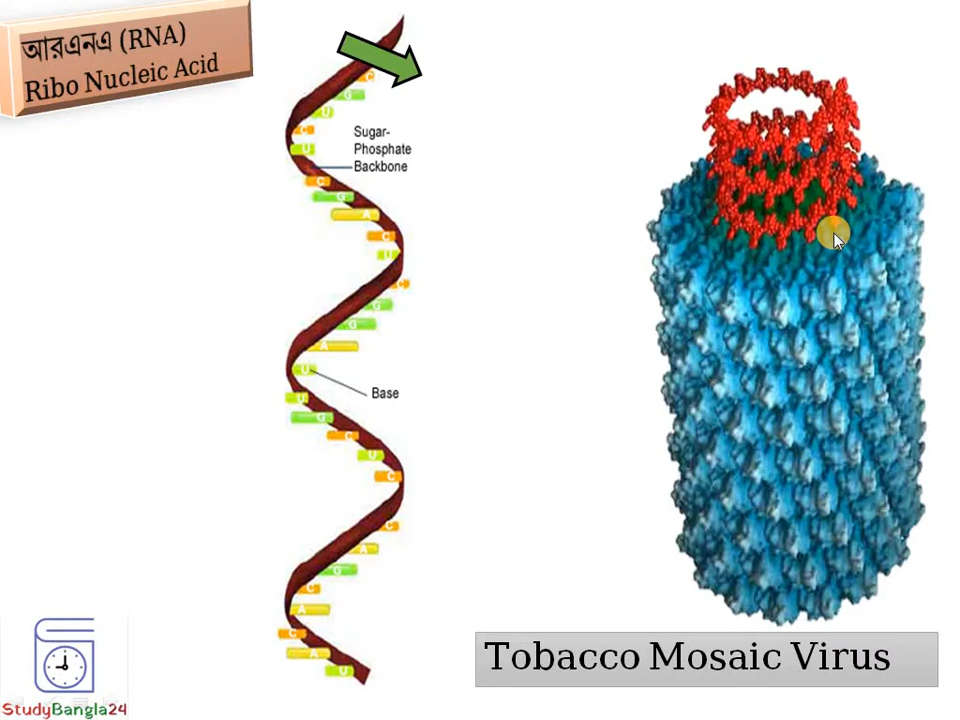 আরএনএ (RNA)
Ribo Nucleic Acid
C
G
U
C
U
Sugar-
Phosphate
Backbone
C
G
A
C
U
C
G
G
A
U
Base
U
G
C
U
C
C
A
G
C
A
C
A
U
Tobacco Mosaic Virus
StudyBangla24